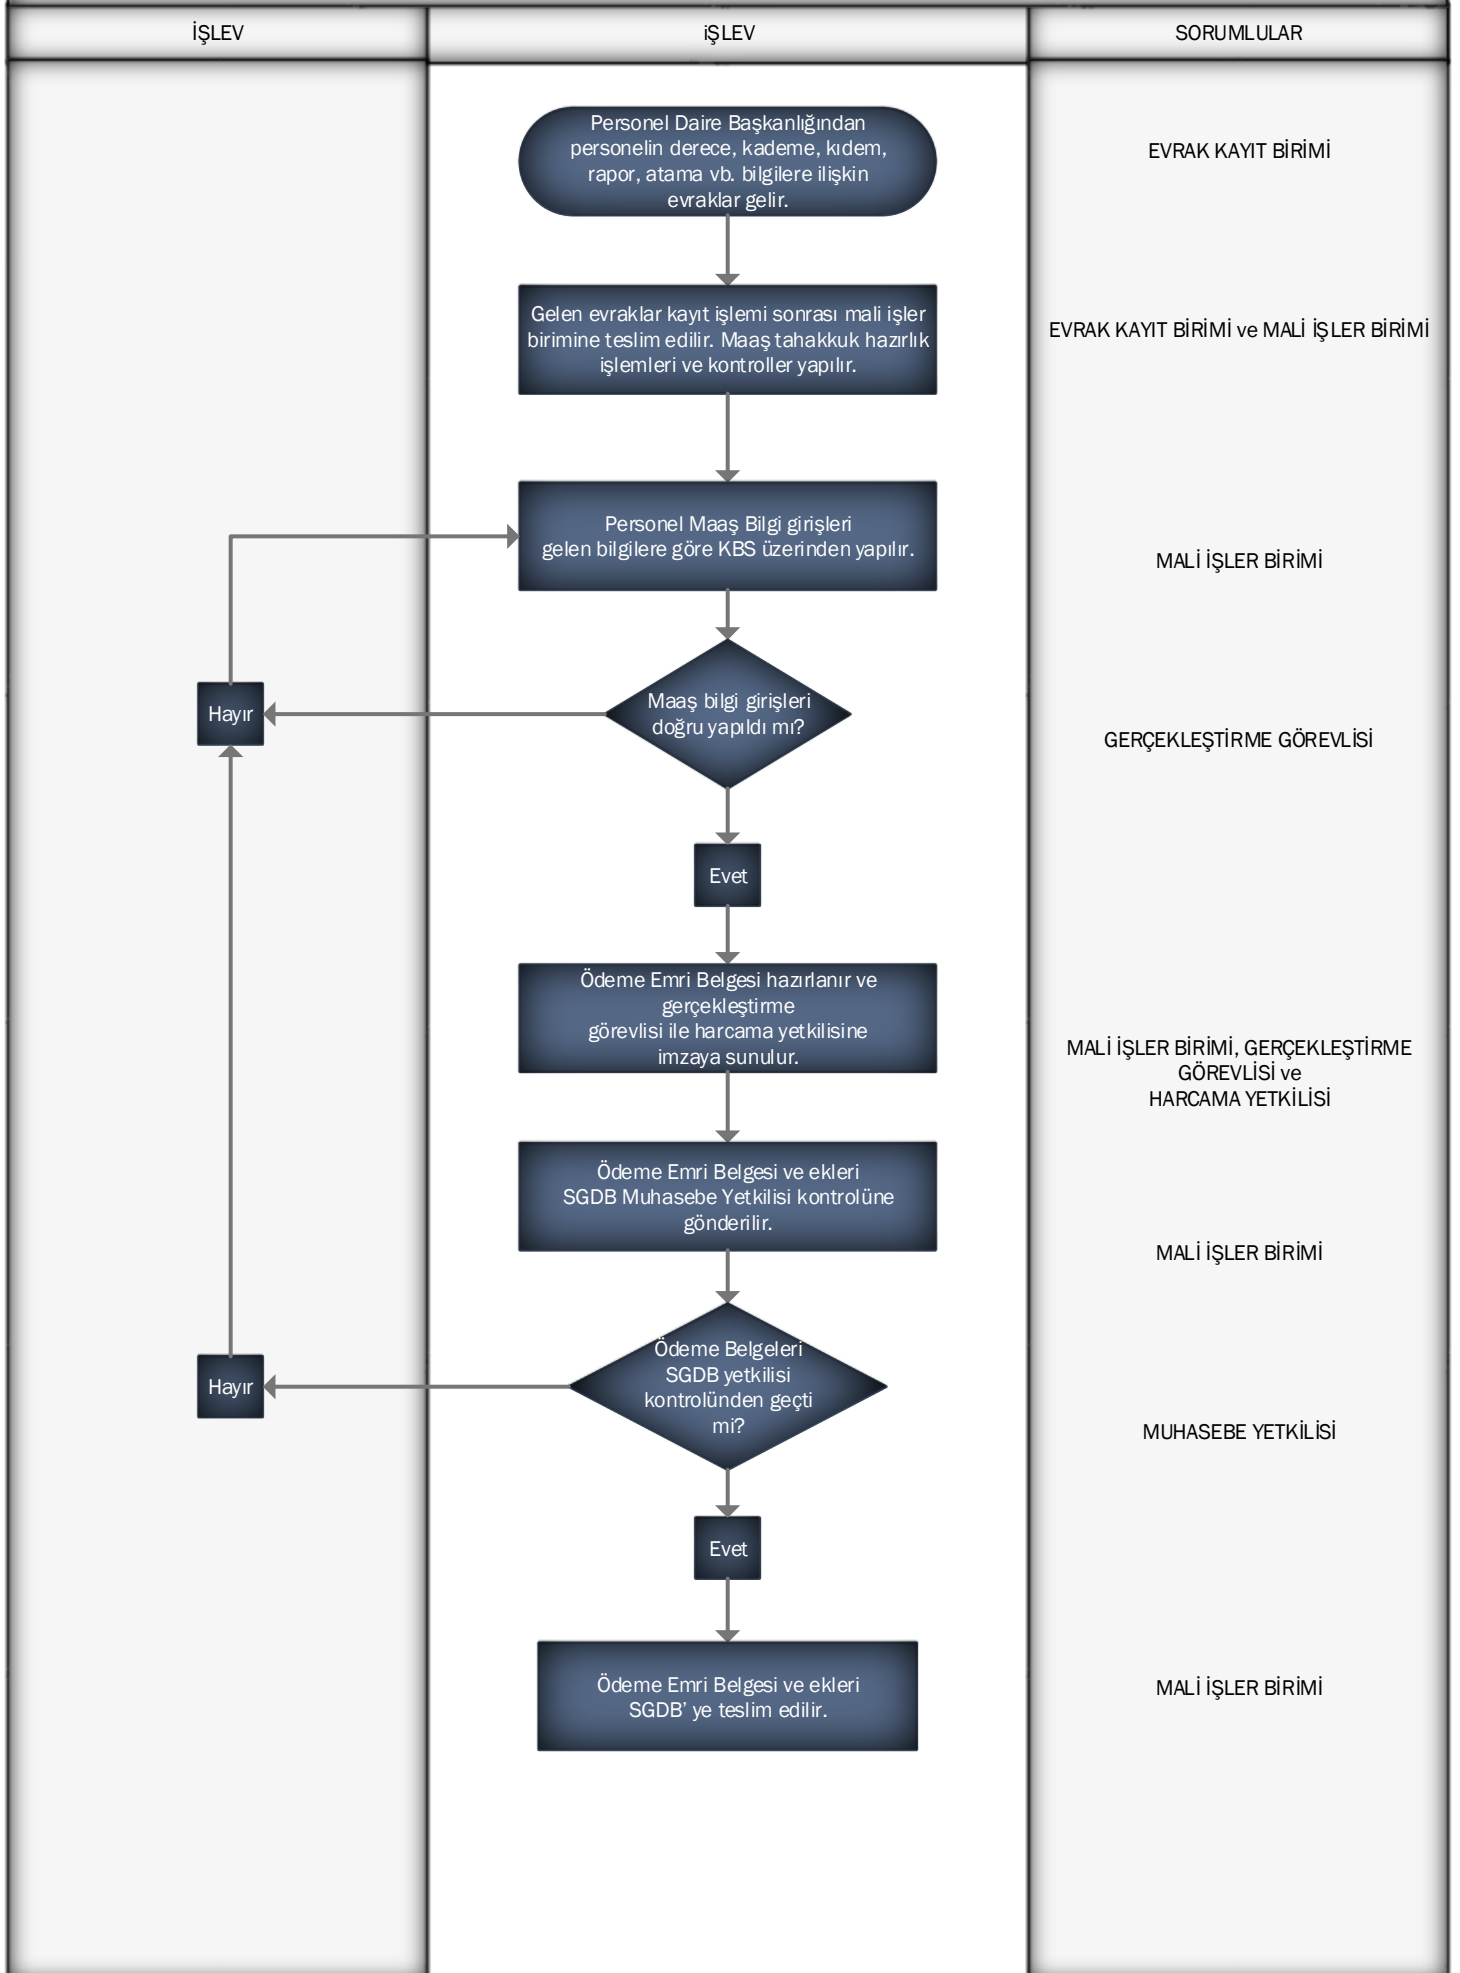 İŞLEV
iŞLEV
SORUMLULAR
Personel Daire Başkanlığından
personelin derece, kademe, kıdem,
rapor, atama vb. bilgilere ilişkin
evraklar gelir.
EVRAK KAYIT BİRİMİ
Gelen evraklar kayıt işlemi sonrası mali işler
birimine teslim edilir. Maaş tahakkuk hazırlık
işlemleri ve kontroller yapılır.
EVRAK KAYIT BİRİMİ ve MALİ İŞLER BİRİMİ
Personel Maaş Bilgi girişleri
gelen bilgilere göre KBS üzerinden yapılır.
MALİ İŞLER BİRİMİ
Hayır
Maaş bilgi girişleri
doğru yapıldı mı?
GERÇEKLEŞTİRME GÖREVLİSİ
Evet
Ödeme Emri Belgesi hazırlanır ve
gerçekleştirme
görevlisi ile harcama yetkilisine
imzaya sunulur.
MALİ İŞLER BİRİMİ, GERÇEKLEŞTİRME
GÖREVLİSİ ve
HARCAMA YETKİLİSİ
Ödeme Emri Belgesi ve ekleri
SGDB Muhasebe Yetkilisi kontrolüne
gönderilir.
MALİ İŞLER BİRİMİ
Hayır
Ödeme Belgeleri
SGDB yetkilisi
kontrolünden geçti
mi?
MUHASEBE YETKİLİSİ
Evet
Ödeme Emri Belgesi ve ekleri
SGDB' ye teslim edilir.
MALİ İŞLER BİRİMİ